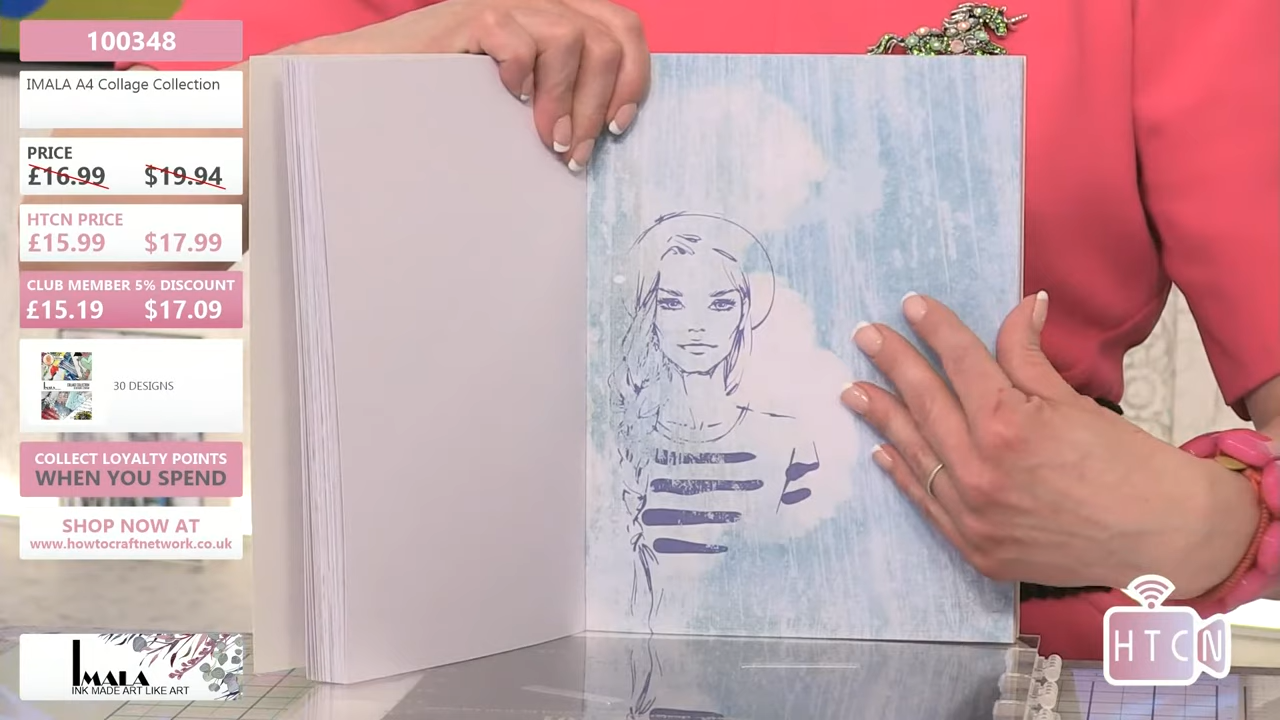 100348
IMALA A4 Collage Collection
PRICE
£16.99 $19.94
HTCN PRICE
£15.99 $17.99
CLUB MEMBER 5% DISCOUNT
£15.19 $17.09
30 DESIGNS
COLLECT LOYALTY POINTS
WHEN YOU SPEND
SHOP NOW AT
www.howtocraftnetwork.co.uk
IMALA
INK MADE ART LIKE ART
HTCN